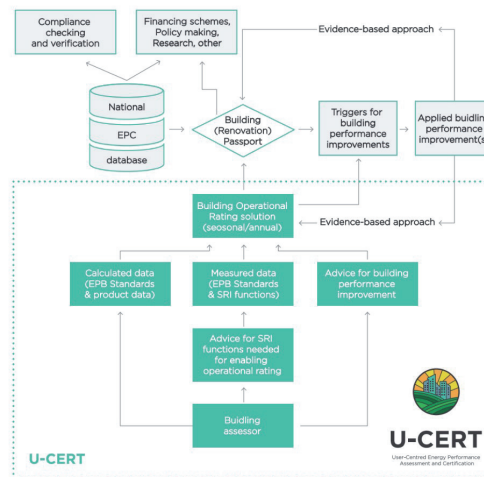 Compliance
checking
and verification
Financing schemes,
Policy making,
Research, other
Evidence-based approach
National
EPC
database
Building
(Renovation)
Passport
Triggers for
building
performance
improvements
Applied buidlin
performance
improvement(s
Building Operational
Rating solution
(seosonal/annual)
Evidence-based approach
Calculated data
(EPB Standards
& product data)
Measured data
(EPB Standards
& SRI functions)
Advice for building
performance
improvement
Advice for SRI
functions needed
for enabling
operational rating
Buidling
assessor
U-CERT
U-CERT
User-Centred Energy Performance
Assessment and Certification